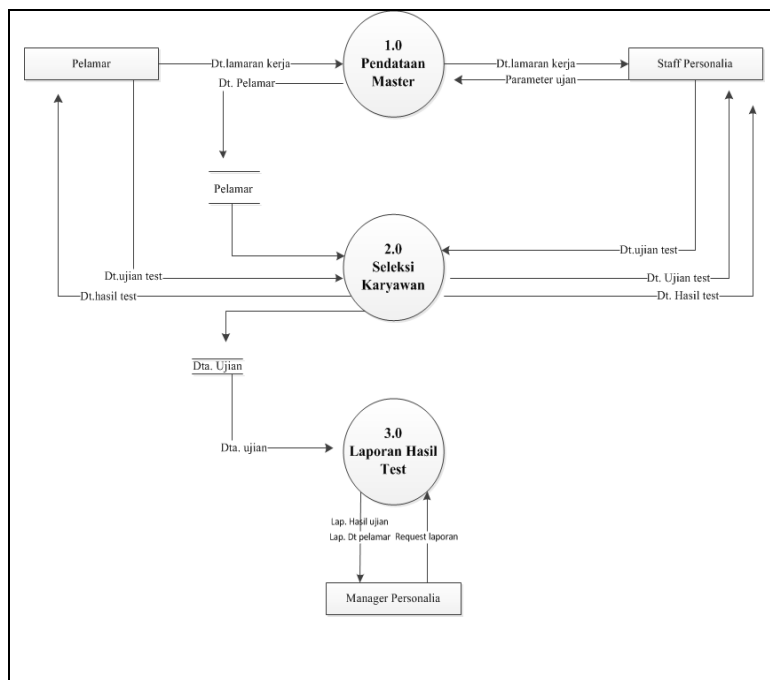 1.0
Pendataan
Master
Pelamar
Dt.lamaran kerja
Dt.lamaran kerja
Staff Personalia
Dt. Pelamar
Parameter ujan
Pelamar
2.0
Seleksi
Karyawan
Dt.ujian test
Dt.ujian test
Dt. Ujian test
Dt.hasil test
Dt. Hasil test
Dta. Ujian
3.0
Laporan Hasil
Test
Dta. ujian
Lap. Hasil ujian
Lap. Dt pelamar
Request laporan
Manager Personalia